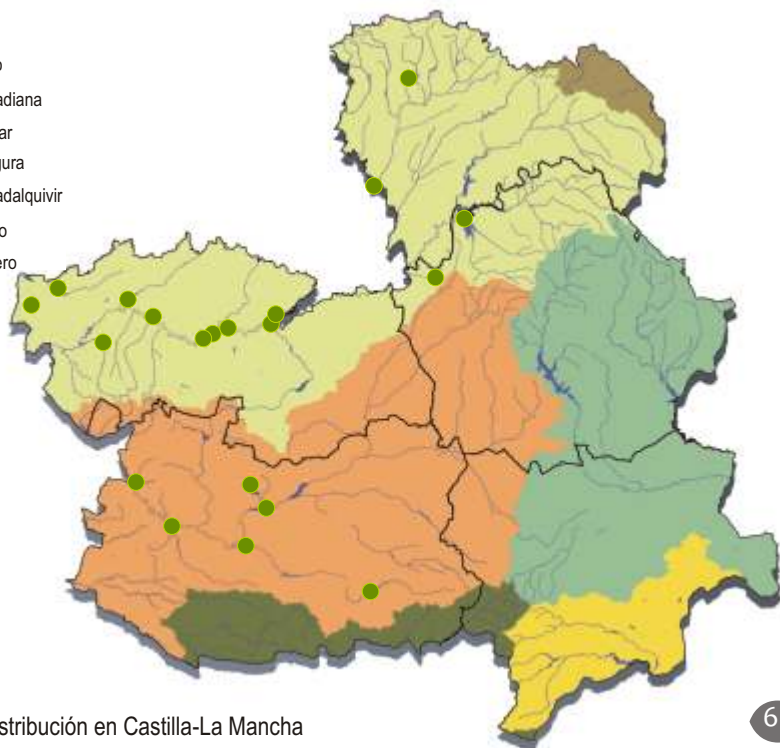 o
adiana
ar
gura
adalquivir
o
ero
stribución en Castilla-La Mancha
6